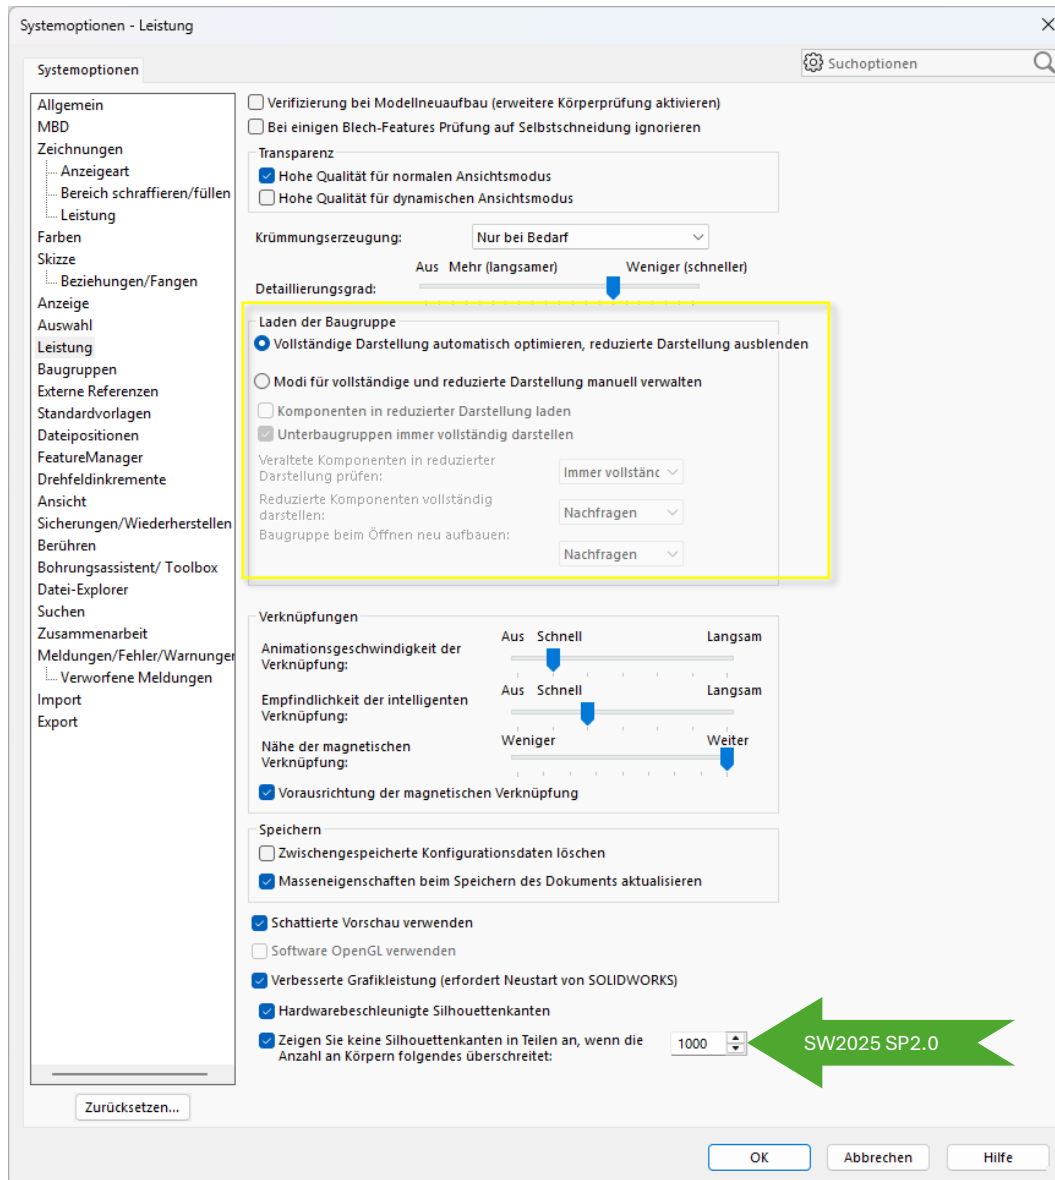 Systemoptionen - Leistung
Suchoptionen
Systemoptionen
Allgemein
MBD
Zeichnungen
Anzeigeart
Bereich schraffieren/füllen
Leistung
Farben
Skizze
Beziehungen/Fangen
Anzeige
Auswahl
Leistung
Baugruppen
Externe Referenzen
Standardvorlagen
Dateipositionen
FeatureManager
Drehfeldinkremente
Ansicht
Sicherungen/Wiederherstellen
Berühren
Bohrungsassistent/ Toolbox
Datei-Explorer
Suchen
Zusammenarbeit
Meldungen/Fehler/Warnunger
Verworfene Meldungen
Import
Export
Zurücksetzen...
Verifizierung bei Modellneuaufbau (erweitere Körperprüfung aktivieren)
Bei einigen Blech-Features Prüfung auf Selbstschneidung ignorieren
Transparenz
Hohe Qualität für normalen Ansichtsmodus
Hohe Qualität für dynamischen Ansichtsmodus
Krümmungserzeugung: Nur bei Bedarf
Aus Mehr (langsamer) Weniger (schneller)
Detaillierungsgrad:
Laden der Baugruppe
Vollständige Darstellung automatisch optimieren, reduzierte Darstellung ausblenden
Modi für vollständige und reduzierte Darstellung manuell verwalten
Komponenten in reduzierter Darstellung laden
Unterbaugruppen immer vollständig darstellen
Veraltete Komponenten in reduzierter
Darstellung prüfen: Immer vollstänc
Reduzierte Komponenten vollständig
darstellen: Nachfragen
Baugruppe beim Öffnen neu aufbauen:
Nachfragen
Verknüpfungen
Aus Schnell Langsam
Animationsgeschwindigkeit der
Verknüpfung:
Aus Schnell Langsam
Empfindlichkeit der intelligenten
Verknüpfung:
Weniger Weiter
Nähe der magnetischen
Verknüpfung:
Vorausrichtung der magnetischen Verknüpfung
Speichern
Zwischengespeicherte Konfigurationsdaten löschen
Masseneigenschaften beim Speichern des Dokuments aktualisieren
Schattierte Vorschau verwenden
Software OpenGL verwenden
Verbesserte Grafikleistung (erfordert Neustart von SOLIDWORKS)
Hardwarebeschleunigte Silhouettenkanten
Zeigen Sie keine Silhouettenkanten in Teilen an, wenn die
Anzahl an Körpern folgendes überschreitet: 1000
SW2025 SP2.0
OK Abbrechen Hilfe